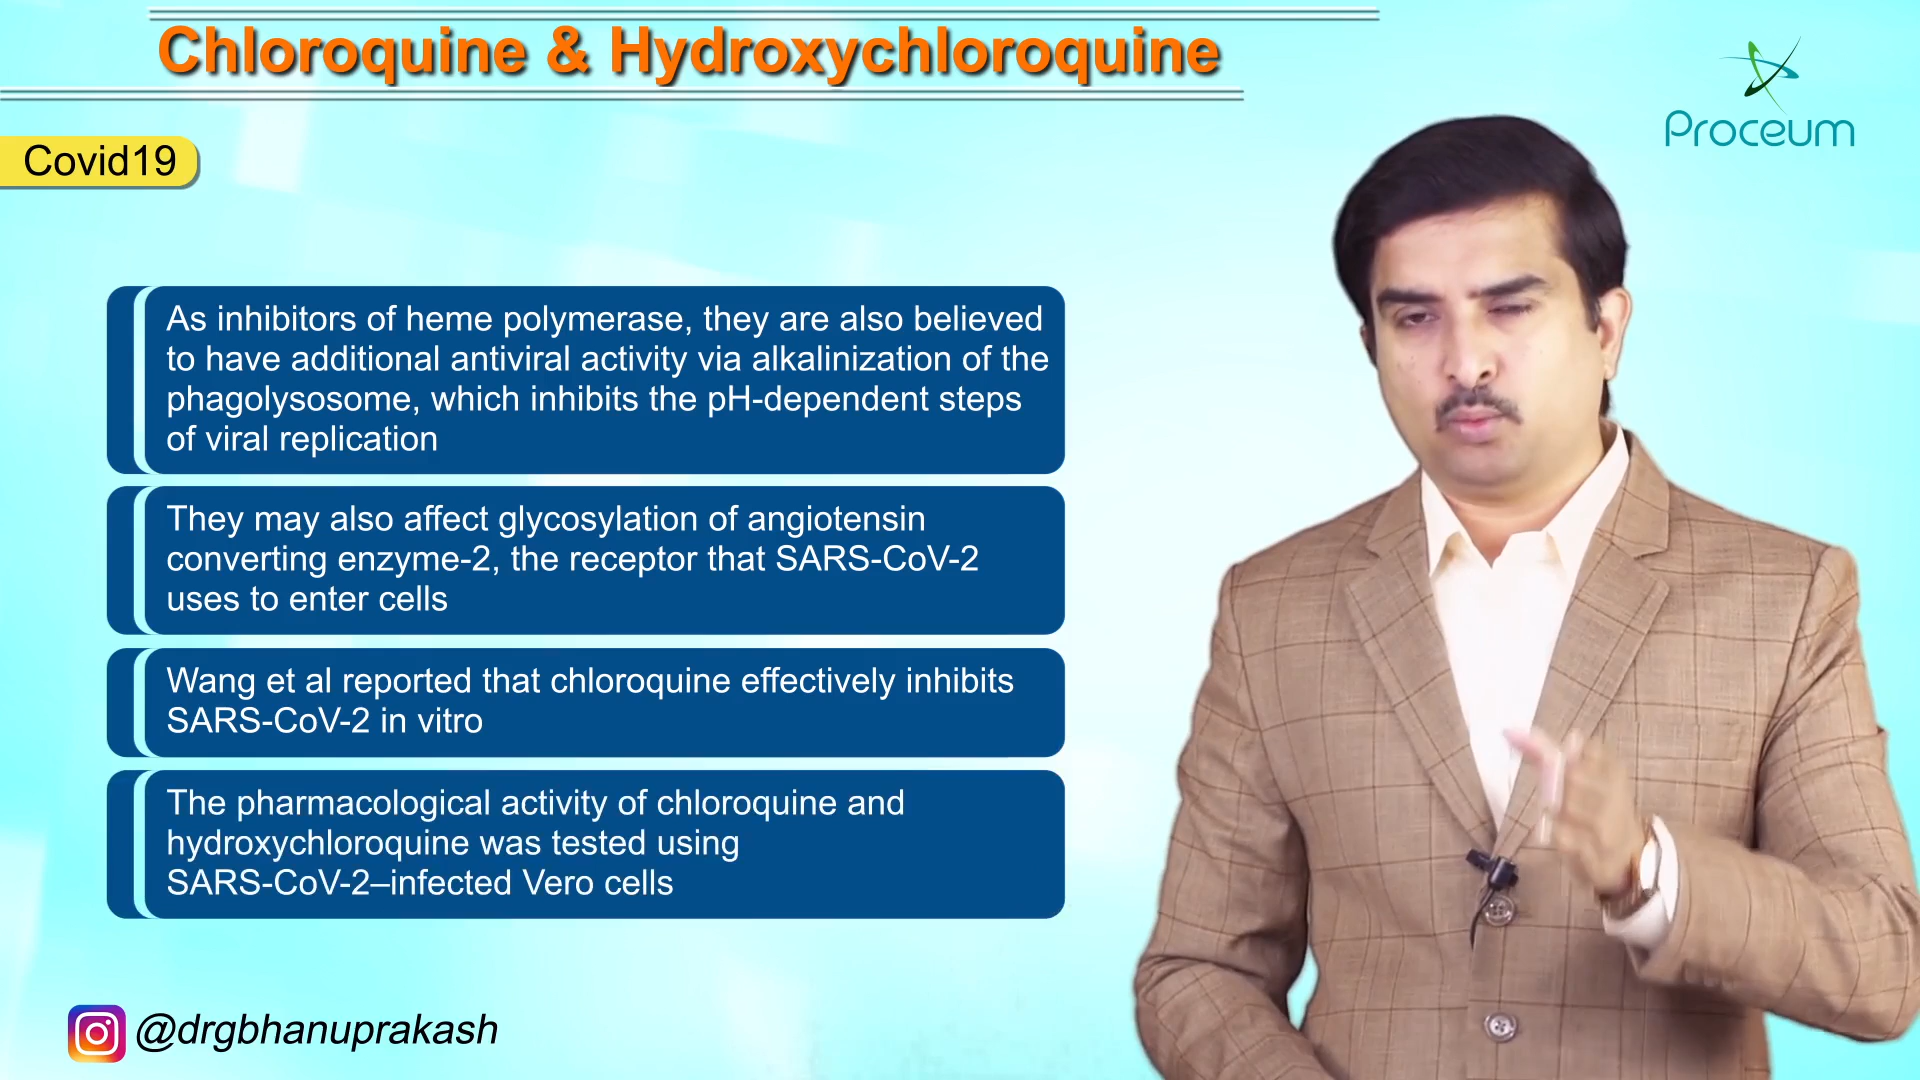 Chloroquine & Hydroxychloroquine
Proceum
Covid19
As inhibitors of heme polymerase, they are also believed
to have additional antiviral activity via alkalinization of the
phagolysosome, which inhibits the pH-dependent steps
of viral replication
They may also affect glycosylation of angiotensin
converting enzyme-2, the receptor that SARS-CoV-2
uses to enter cells
Wang et al reported that chloroquine effectively inhibits
SARS-CoV-2 in vitro
The pharmacological activity of chloroquine and
hydroxychloroquine was tested using
SARS-CoV-2–infected Vero cells
@drgbhanuprakash